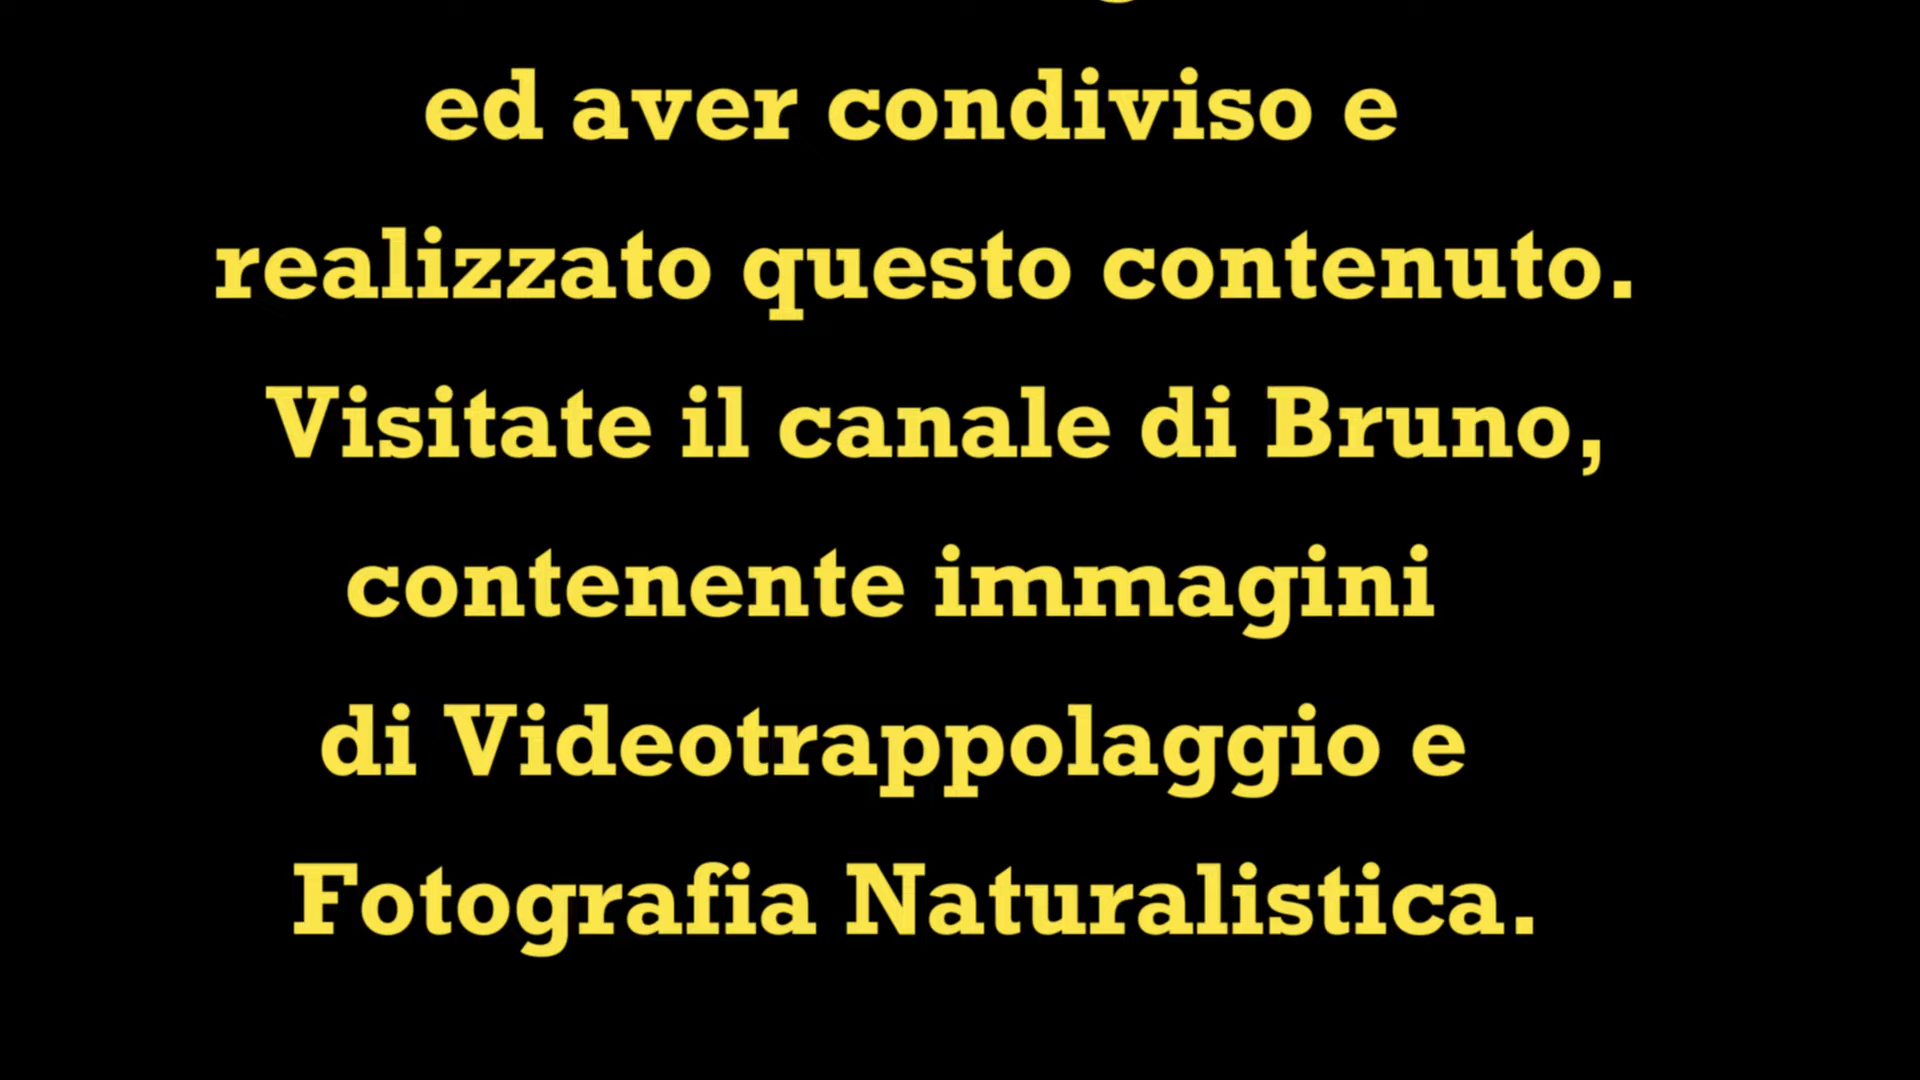 ed aver condiviso e
realizzato questo contenuto.
Visitate il canale di Bruno,
contenente immagini
di Videotrappolaggio e
Fotografia Naturalistica.